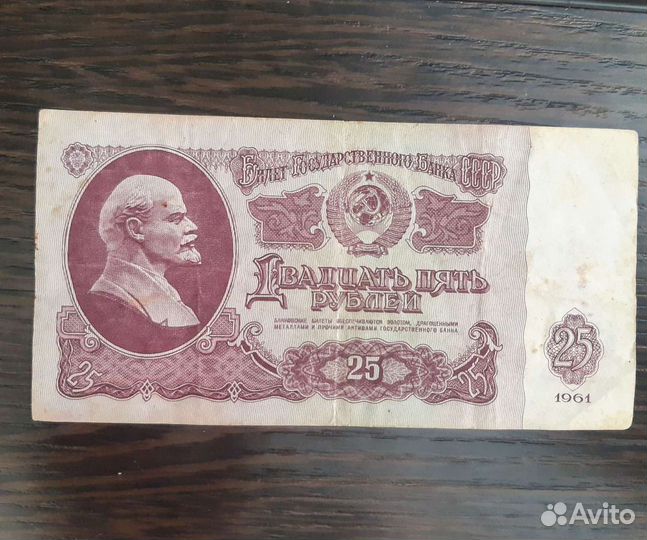 Билет Государственного Банка СССР
Двадцать пять
рублей
БАНКОВСКИЕ БИЛЕТЫ ОБЕСПЕЧИВАЮТСЯ ЗОЛОТОМ, ДРАГОЦЕННЫМИ
МЕТАЛЛАМИ И ПРОЧИМИ АКТИВАМИ ГОСУДАРСТВЕННОГО БАНКА
25
25
25
25
1961
Avito